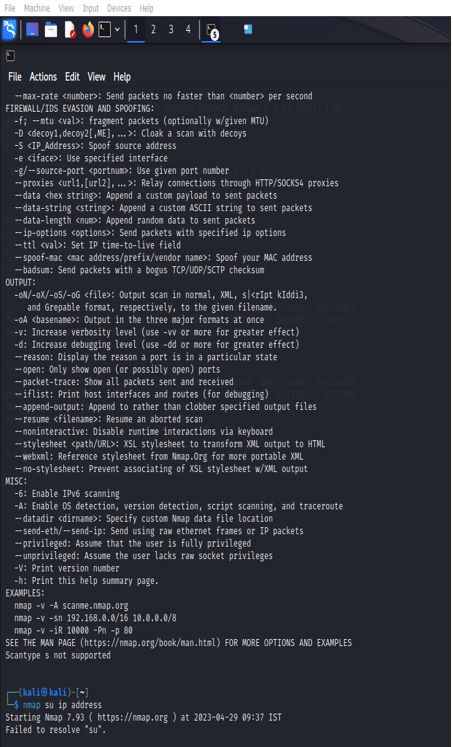 File Machine View Input Devices Help
1 2 3 4 5
File Actions Edit View Help
--max-rate <number>: Send packets no faster than <number> per second
FIREWALL/IDS EVASION AND SPOOFING:
-f; --mtu <val>: fragment packets (optionally w/given MTU)
-D <decoy1,decoy2[,ME],...>: Cloak a scan with decoys
-S <IP_Address>: Spoof source address
-e <iface>: Use specified interface
-g/--source-port <portnum>: Use given port number
--proxies <url1,[url2],...>: Relay connections through HTTP/SOCKS4 proxies
--data <hex string>: Append a custom payload to sent packets
--data-string <string>: Append a custom ASCII string to sent packets
--data-length <num>: Append random data to sent packets
--ip-options <options>: Send packets with specified ip options
--ttl <val>: Set IP time-to-live field
--spoof-mac <mac address/prefix/vendor name>: Spoof your MAC address
--badsum: Send packets with a bogus TCP/UDP/SCTP checksum
OUTPUT:
-oN/-oX/-oS/-oG <file>: Output scan in normal, XML, s|<rIpt kIddi3,
and Grepable format, respectively, to the given filename.
-oA <basename>: Output in the three major formats at once
-v: Increase verbosity level (use -vv or more for greater effect)
-d: Increase debugging level (use -dd or more for greater effect)
--reason: Display the reason a port is in a particular state
--open: Only show open (or possibly open) ports
--packet-trace: Show all packets sent and received
--iflist: Print host interfaces and routes (for debugging)
--append-output: Append to rather than clobber specified output files
--resume <filename>: Resume an aborted scan
--noninteractive: Disable runtime interactions via keyboard
--stylesheet <path/URL>: XSL stylesheet to transform XML output to HTML
--webxml: Reference stylesheet from Nmap.Org for more portable XML
--no-stylesheet: Prevent associating of XSL stylesheet w/XML output
MISC:
-6: Enable IPv6 scanning
-A: Enable OS detection, version detection, script scanning, and traceroute
--datadir <dirname>: Specify custom Nmap data file location
--send-eth/--send-ip: Send using raw ethernet frames or IP packets
--privileged: Assume that the user is fully privileged
--unprivileged: Assume the user lacks raw socket privileges
-V: Print version number
-h: Print this help summary page.
EXAMPLES:
nmap -v -A scanme.nmap.org
nmap -v -sn 192.168.0.0/16 10.0.0.0/8
nmap -v -iR 10000 -Pn -p 80
SEE THE MAN PAGE (https://nmap.org/book/man.html) FOR MORE OPTIONS AND EXAMPLES
Scantype s not supported
┌──(kali㉿kali)-[~]
└─$ nmap su ip address
Starting Nmap 7.93 ( https://nmap.org ) at 2023-04-29 09:37 IST
Failed to resolve "su".